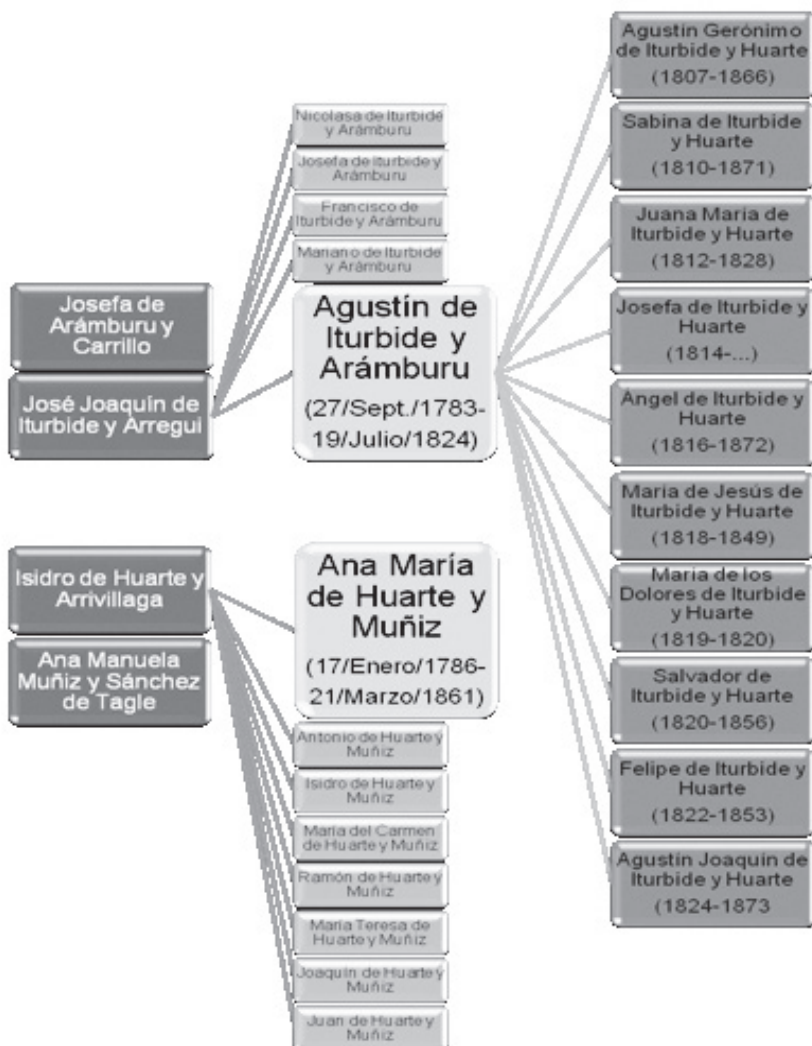 Josefa de
Arámburu y
Carrillo
José Joaquín de
Iturbide y Arregui
Isidro de Huarte y
Arrivillaga
Ana Manuela
Muñiz y Sánchez
de Tagle
Nicolasa de Iturbide
y Arámburu
Josefa de Iturbide y
Arámburu
Francisco de
Iturbide y Arámburu
Mariano de Iturbide
y Arámburu
Agustín de
Iturbide y
Arámburu
(27/Sept./1783-
19/Julio/1824)
Ana María
de Huarte y
Muñiz
(17/Enero/1786-
21/Marzo/1861)
Antonio de Huarte y
Muñiz
Isidro de Huarte y
Muñiz
María del Carmen
de Huarte y Muñiz
Ramón de Huarte y
Muñiz
María Teresa de
Huarte y Muñiz
Joaquín de Huarte y
Muñiz
Juan de Huarte y
Muñiz
Agustín Gerónimo
de Iturbide y Huarte
(1807-1866)
Sabina de Iturbide
y Huarte
(1810-1871)
Juana María de
Iturbide y Huarte
(1812-1828)
Josefa de Iturbide y
Huarte
(1814-...)
Ángel de Iturbide y
Huarte
(1816-1872)
María de Jesús de
Iturbide y Huarte
(1818-1849)
María de los
Dolores de Iturbide
y Huarte
(1819-1820)
Salvador de
Iturbide y Huarte
(1820-1856)
Felipe de Iturbide y
Huarte
(1822-1853)
Agustín Joaquín de
Iturbide y Huarte
(1824-1873